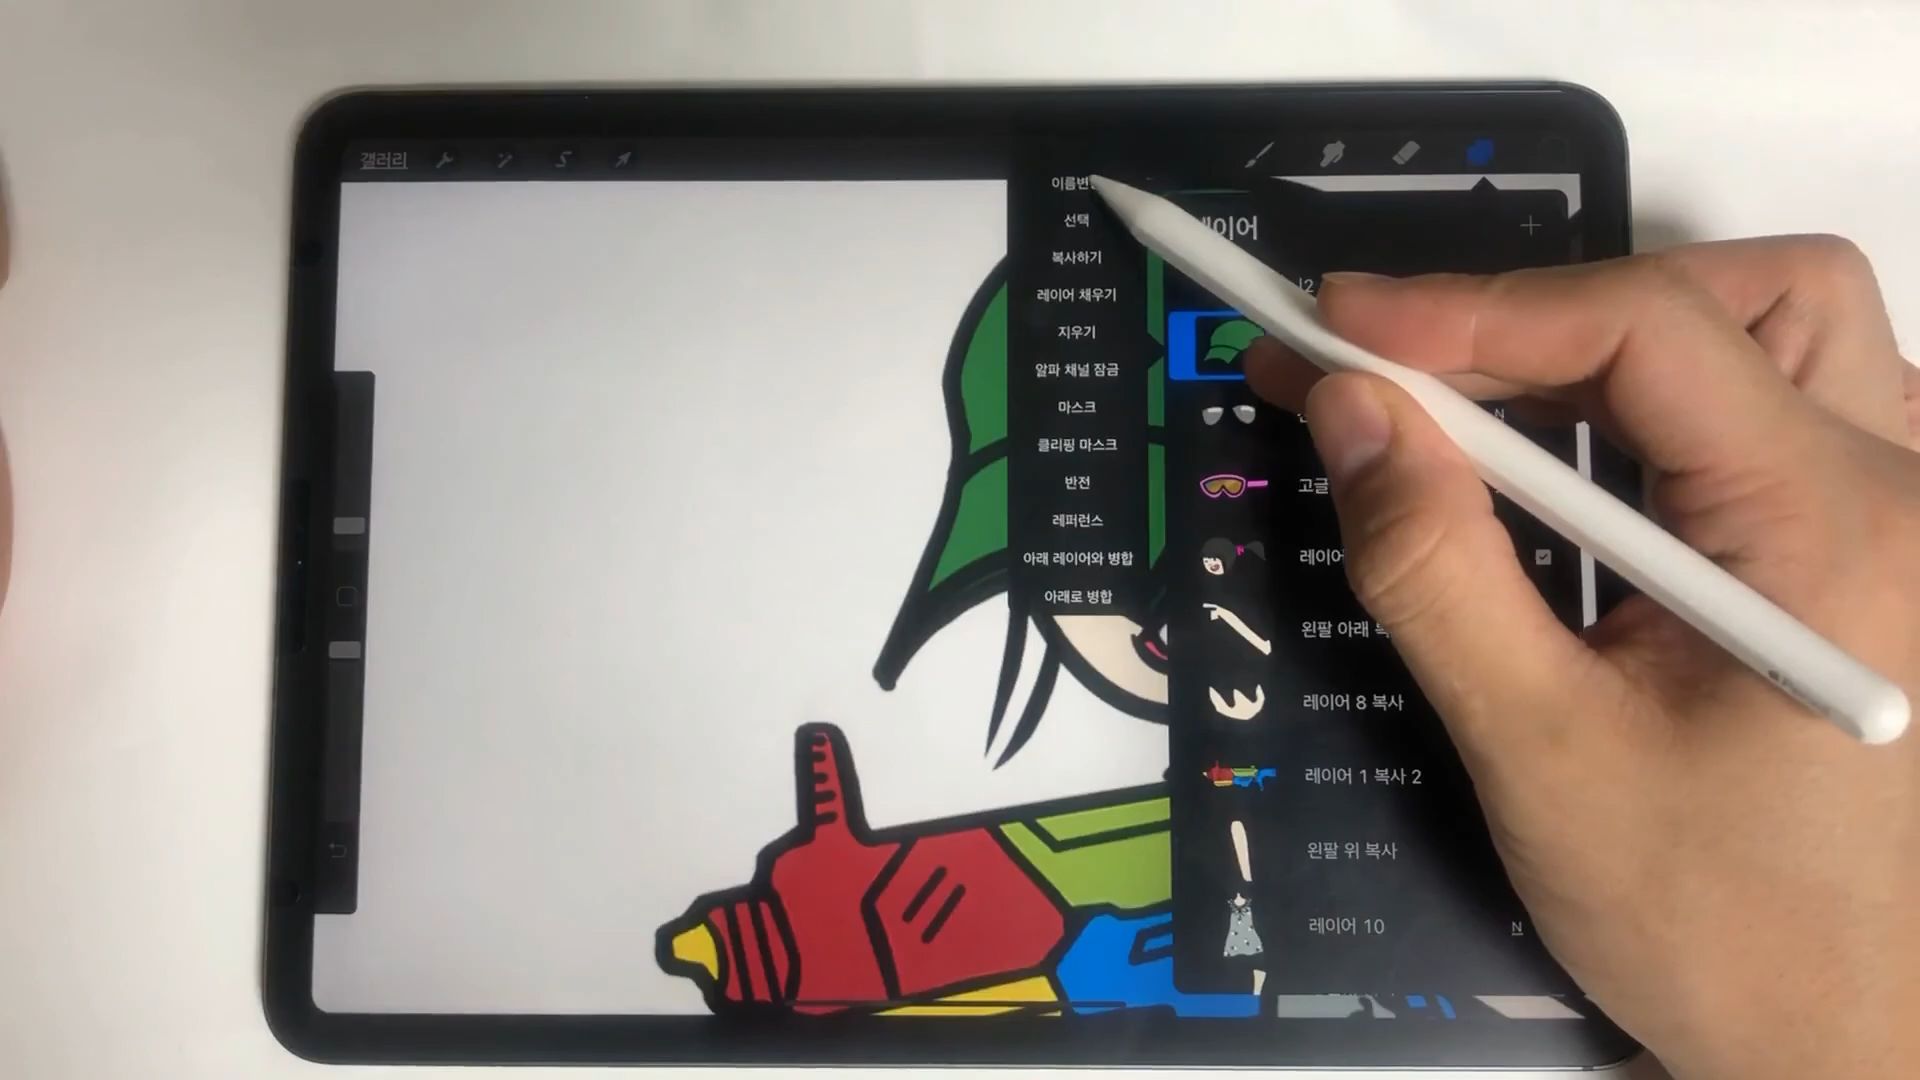 갤러리
이름변경
선택
복사하기
레이어 채우기
지우기
알파 채널 잠금
마스크
클리핑 마스크
반전
레퍼런스
아래 레이어와 병합
아래로 병합
레이어
N
고글
레이어
왼팔 아래
레이어 8 복사
레이어 1 복사 2
왼팔 위 복사
레이어 10
N